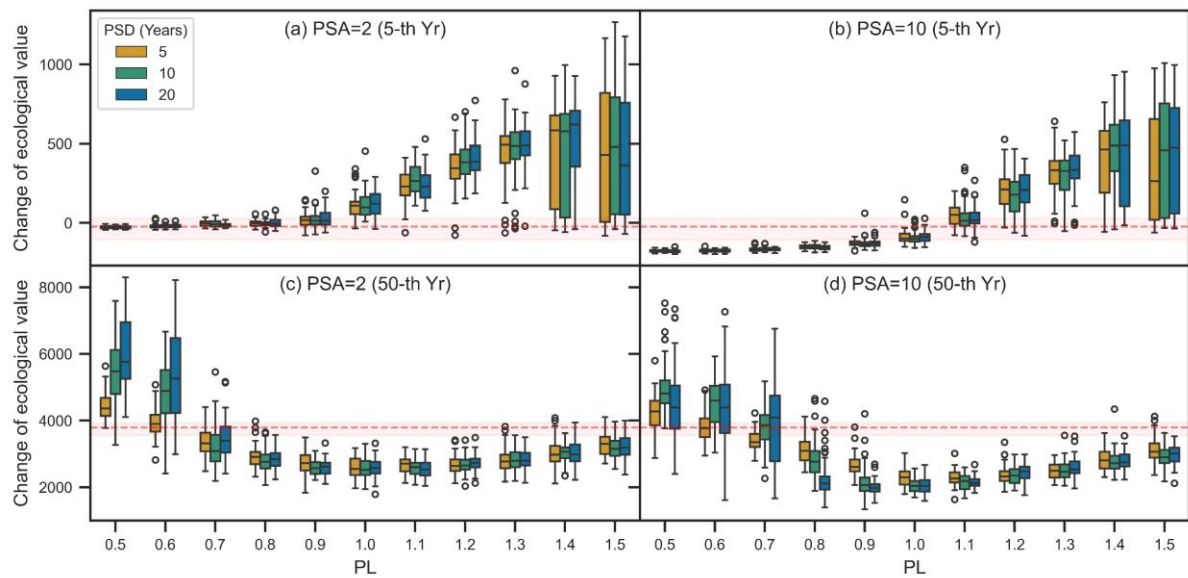 PSD (Years)
5
10
20
(a) PSA=2 (5-th Yr)
(b) PSA=10 (5-th Yr)
Change of ecological value
1000
500
0
(c) PSA=2 (50-th Yr)
(d) PSA=10 (50-th Yr)
Change of ecological value
8000
6000
4000
2000
0.5 0.6 0.7 0.8 0.9 1.0 1.1 1.2 1.3 1.4 1.5
0.5 0.6 0.7 0.8 0.9 1.0 1.1 1.2 1.3 1.4 1.5
PL
PL